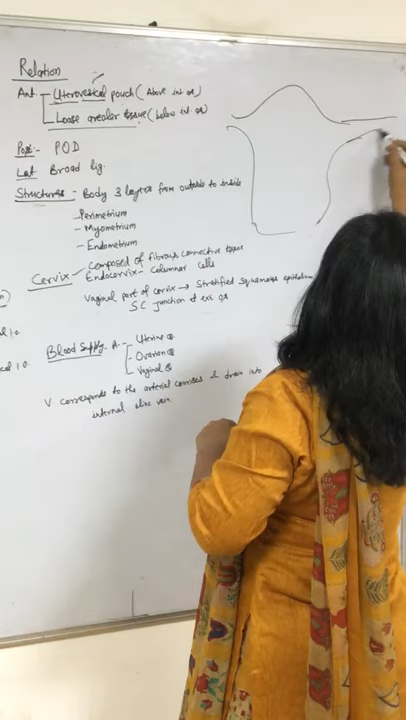 Relation
Ant - Uterovesical pouch (Above int os)
- Loose areolar tissue (below int. os)
Pos:- POD
Lat Broad lig.
Structures - Body 3 layers from outside to inside
- Perimetrium
- Myometrium
- Endometrium
Cervix - Composed of fibrous connective tissue
Endocervix - Columnar cells
Vaginal part of cervix → Stratified Squamous epithelium
SC junction at ext os
Blood Supply. A. - Uterine a.
- Ovarian a.
- Vaginal a.
V. corresponds to the arterial courses & drain into
internal iliac vein